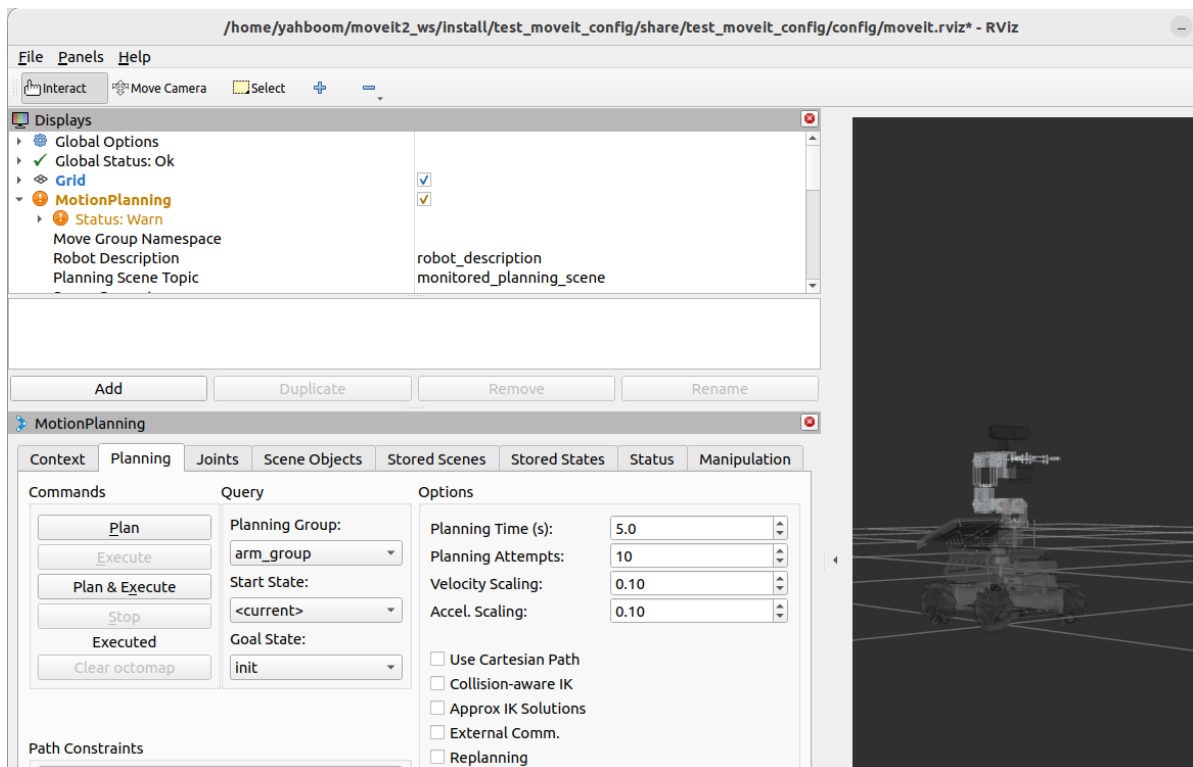 /home/yahboom/moveit2_ws/install/test_moveit_config/share/test_moveit_config/config/moveit.rviz* - RViz
File Panels Help
Interact Move Camera Select
Displays
Global Options
Global Status: Ok
Grid
MotionPlanning
Status: Warn
Move Group Namespace
Robot Description robot_description
Planning Scene Topic monitored_planning_scene
Add Duplicate Remove Rename
MotionPlanning
Context Planning Joints Scene Objects Stored Scenes Stored States Status Manipulation
Commands Query Options
Plan Planning Group: Planning Time (s): 5.0
Execute arm_group Planning Attempts: 10
Plan & Execute Start State: Velocity Scaling: 0.10
Stop <current> Accel. Scaling: 0.10
Executed Goal State:
Clear octomap init Use Cartesian Path
Collision-aware IK
Approx IK Solutions
External Comm.
Path Constraints Replanning